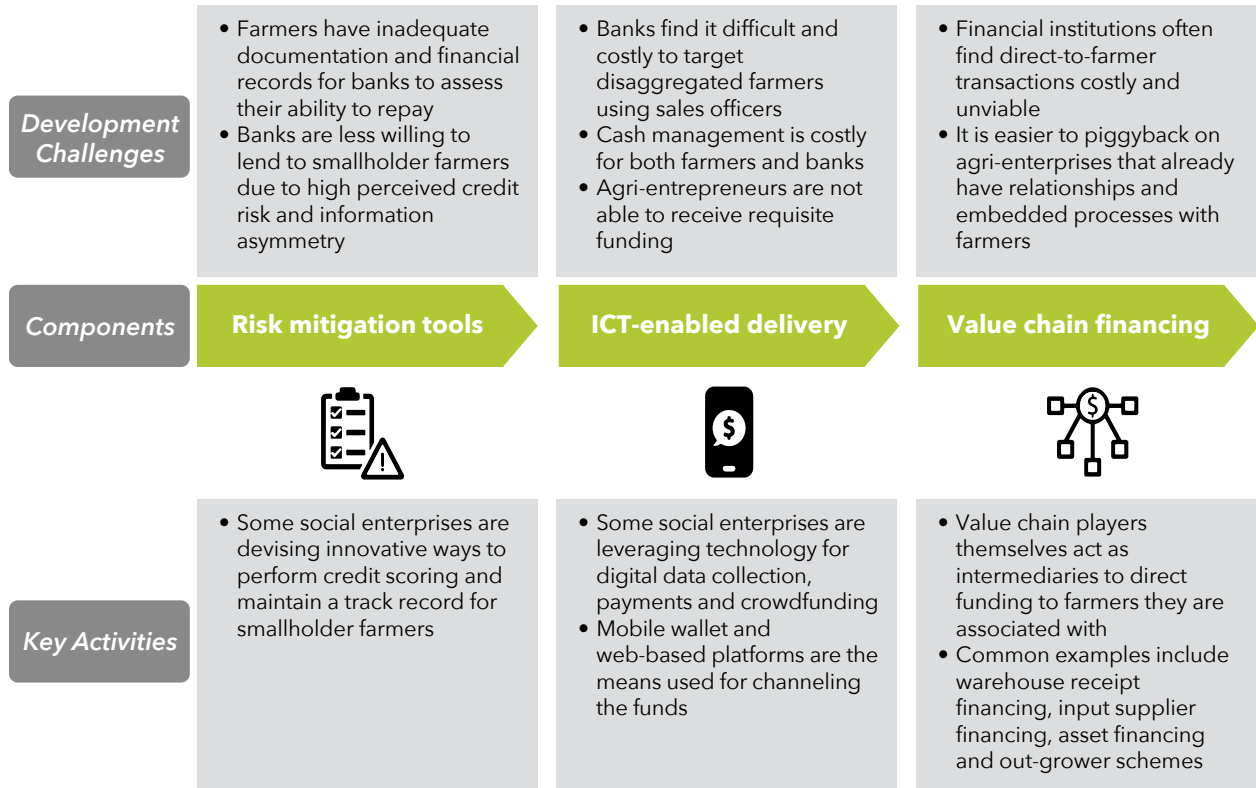 Development
Challenges
• Farmers have inadequate
documentation and financial
records for banks to assess
their ability to repay
• Banks are less willing to
lend to smallholder farmers
due to high perceived credit
risk and information
asymmetry
• Banks find it difficult and
costly to target
disaggregated farmers
using sales officers
• Cash management is costly
for both farmers and banks
• Agri-entrepreneurs are not
able to receive requisite
funding
• Financial institutions often
find direct-to-farmer
transactions costly and
unviable
• It is easier to piggyback on
agri-enterprises that already
have relationships and
embedded processes with
farmers
Components
Risk mitigation tools
ICT-enabled delivery
Value chain financing
$
$
Key Activities
• Some social enterprises are
devising innovative ways to
perform credit scoring and
maintain a track record for
smallholder farmers
• Some social enterprises are
leveraging technology for
digital data collection,
payments and crowdfunding
• Mobile wallet and
web-based platforms are the
means used for channeling
the funds
• Value chain players
themselves act as
intermediaries to direct
funding to farmers they are
associated with
• Common examples include
warehouse receipt
financing, input supplier
financing, asset financing
and out-grower schemes